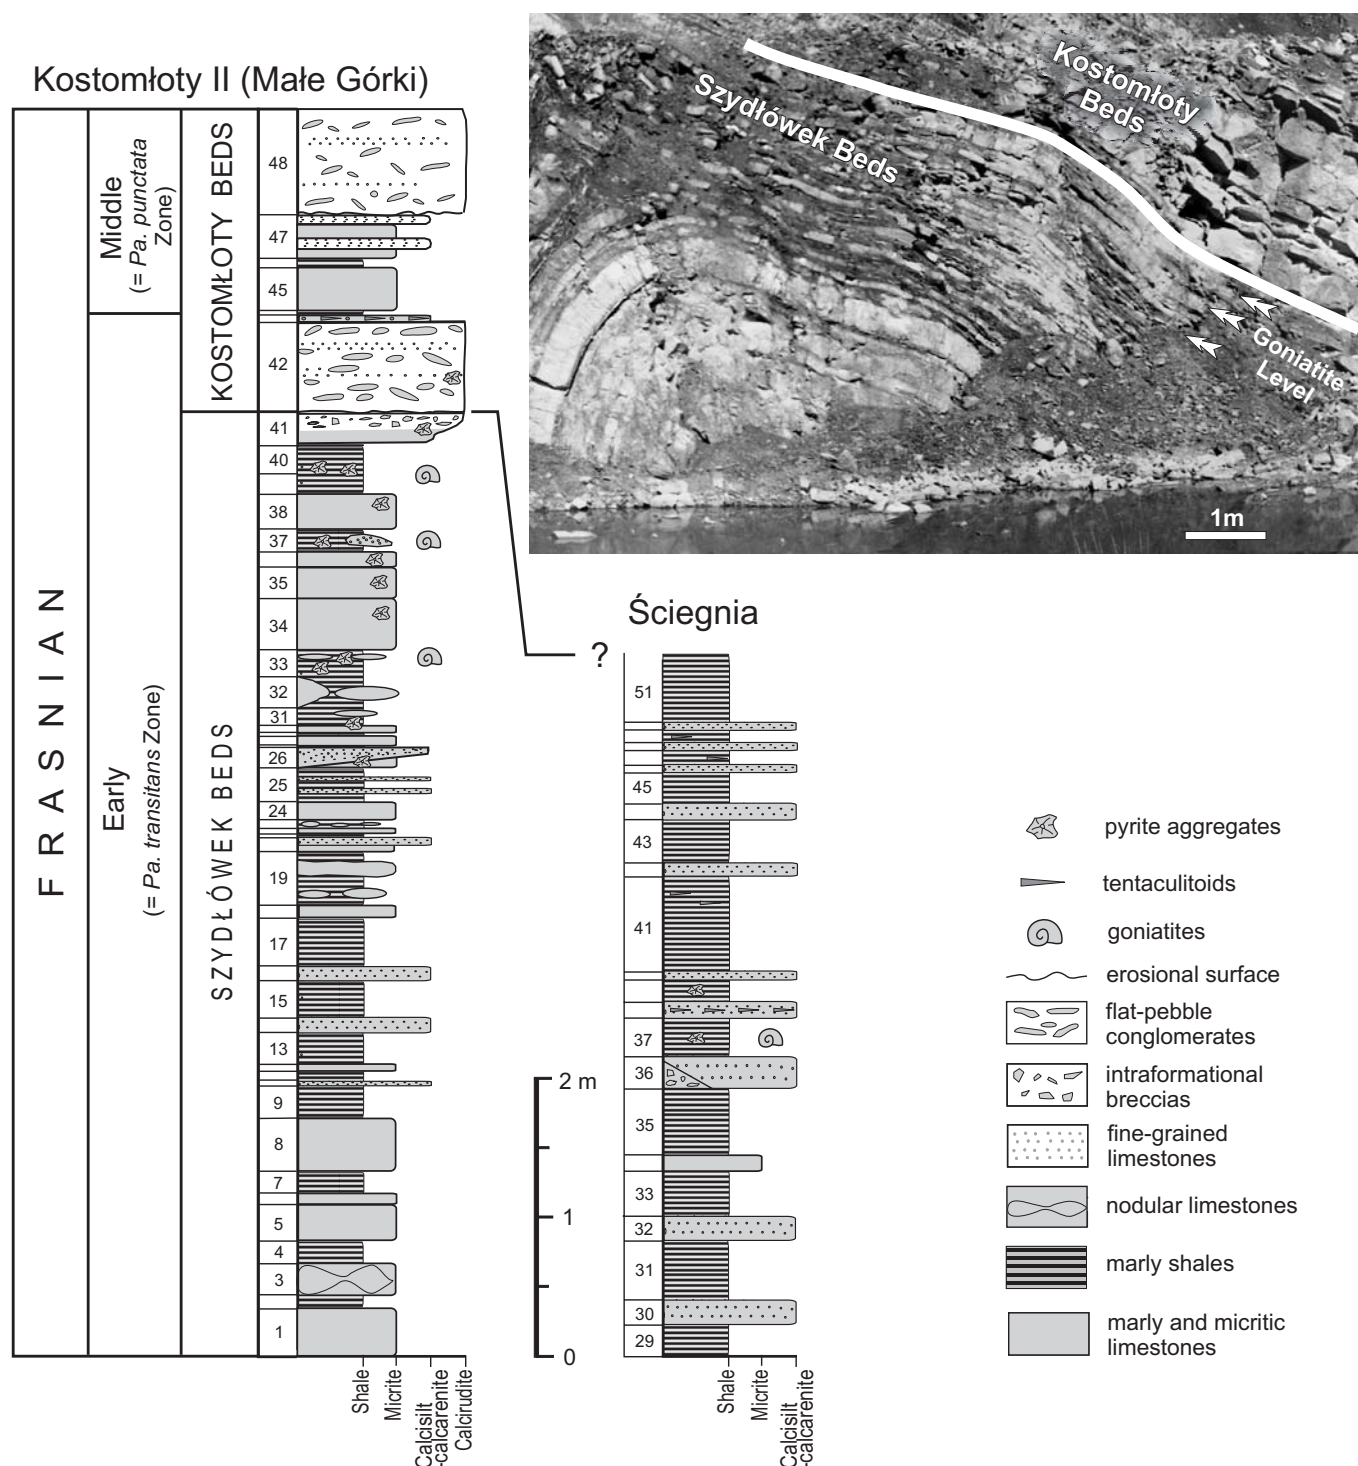 Kostomłoty II (Małe Górki)
FRASNIAN
Middle
(= Pa. punctata
Zone)
Early
(= Pa. transitans Zone)
KOSTOMŁOTY BEDS
SZYDŁÓWEK BEDS
48
47
45
42
41
40
38
37
35
34
33
32
31
26
25
24
19
17
15
13
9
8
7
5
4
3
1
Shale
Micrite
Calcisilt
-calcarenite
Calcirudite
Kostomłoty
Beds
Szydłówek Beds
Goniatite
Level
1m
Ściegnia
?
51
45
43
41
37
36
35
33
32
31
30
29
2 m
1
0
Shale
Micrite
Calcisilt
-calcarenite
pyrite aggregates
tentaculitoids
goniatites
erosional surface
flat-pebble
conglomerates
intraformational
breccias
fine-grained
limestones
nodular limestones
marly shales
marly and micritic
limestones